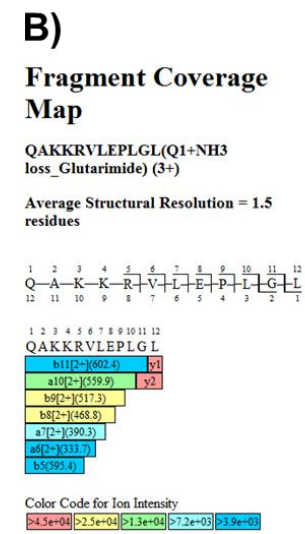 B)
Fragment Coverage
Map
QAKKRVLEPLGL(Q1+NH3
loss_Glutarimide) (3+)
Average Structural Resolution = 1.5
residues
1 2 3 4 5 6 7 8 9 10 11 12
Q—A—K—K—R—V—L—E—P—L—G—L
12 11 10 9 8 7 6 5 4 3 2 1
1 2 3 4 5 6 7 8 9 10 11 12
QAKKRVLEPLGL
b11[2+](602.4) y1
a10[2+](559.9) y2
b9[2+](517.3)
b8[2+](468.8)
a7[2+](390.3)
a6[2+](333.7)
b5(595.4)
Color Code for Ion Intensity
>4.5e+04 >2.5e+04 >1.3e+04 >7.2e+03 >3.9e+03